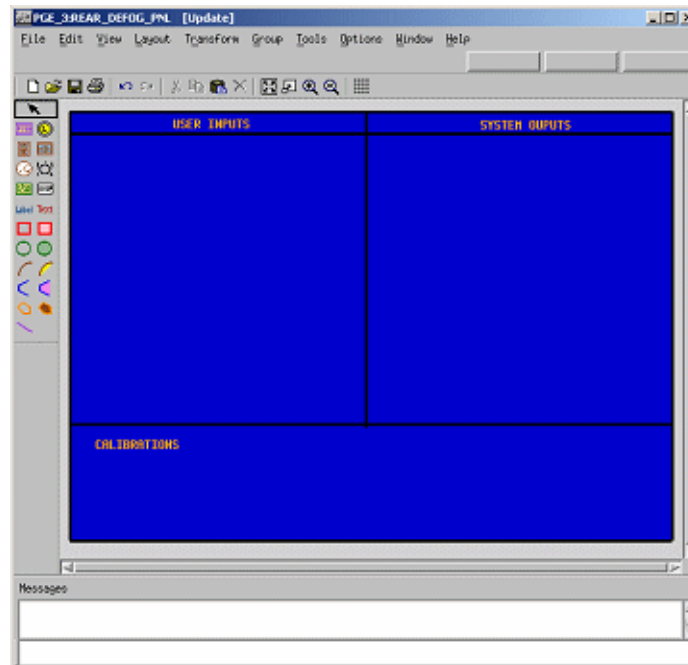 PGE_3:REAR_DEFOG_PNL [Update]
File Edit View Layout Transform Group Tools Options Window Help
Label Text
USER INPUTS
SYSTEM OUPUTS
CALIBRATIONS
Messages